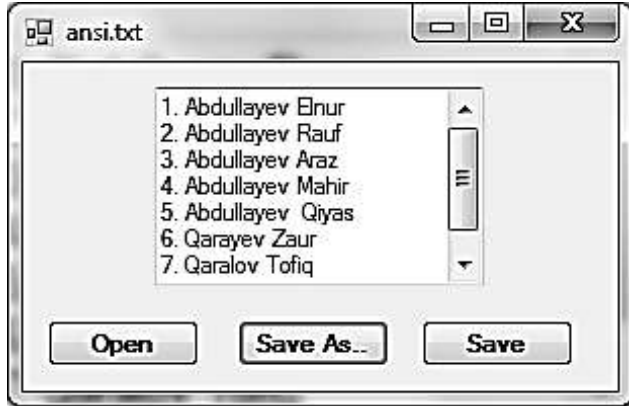 ansi.txt
1. Abdullayev Elnur
2. Abdullayev Rauf
3. Abdullayev Araz
4. Abdullayev Mahir
5. Abdullayev  Qiyas
6. Qarayev Zaur
7. Qaralov Tofiq
Open Save As... Save